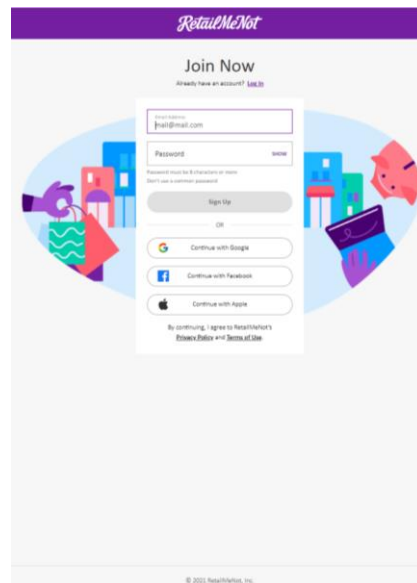 RetailMeNot
Join Now
Already have an account? Log In
Email Address
mail@mail.com
Password
SHOW
Password must be 8 characters or more
Don't use a common password
Sign Up
OR
Continue with Google
Continue with Facebook
Continue with Apple
By continuing, I agree to RetailMeNot's
Privacy Policy and Terms of Use.
© 2021 RetailMeNot, Inc.